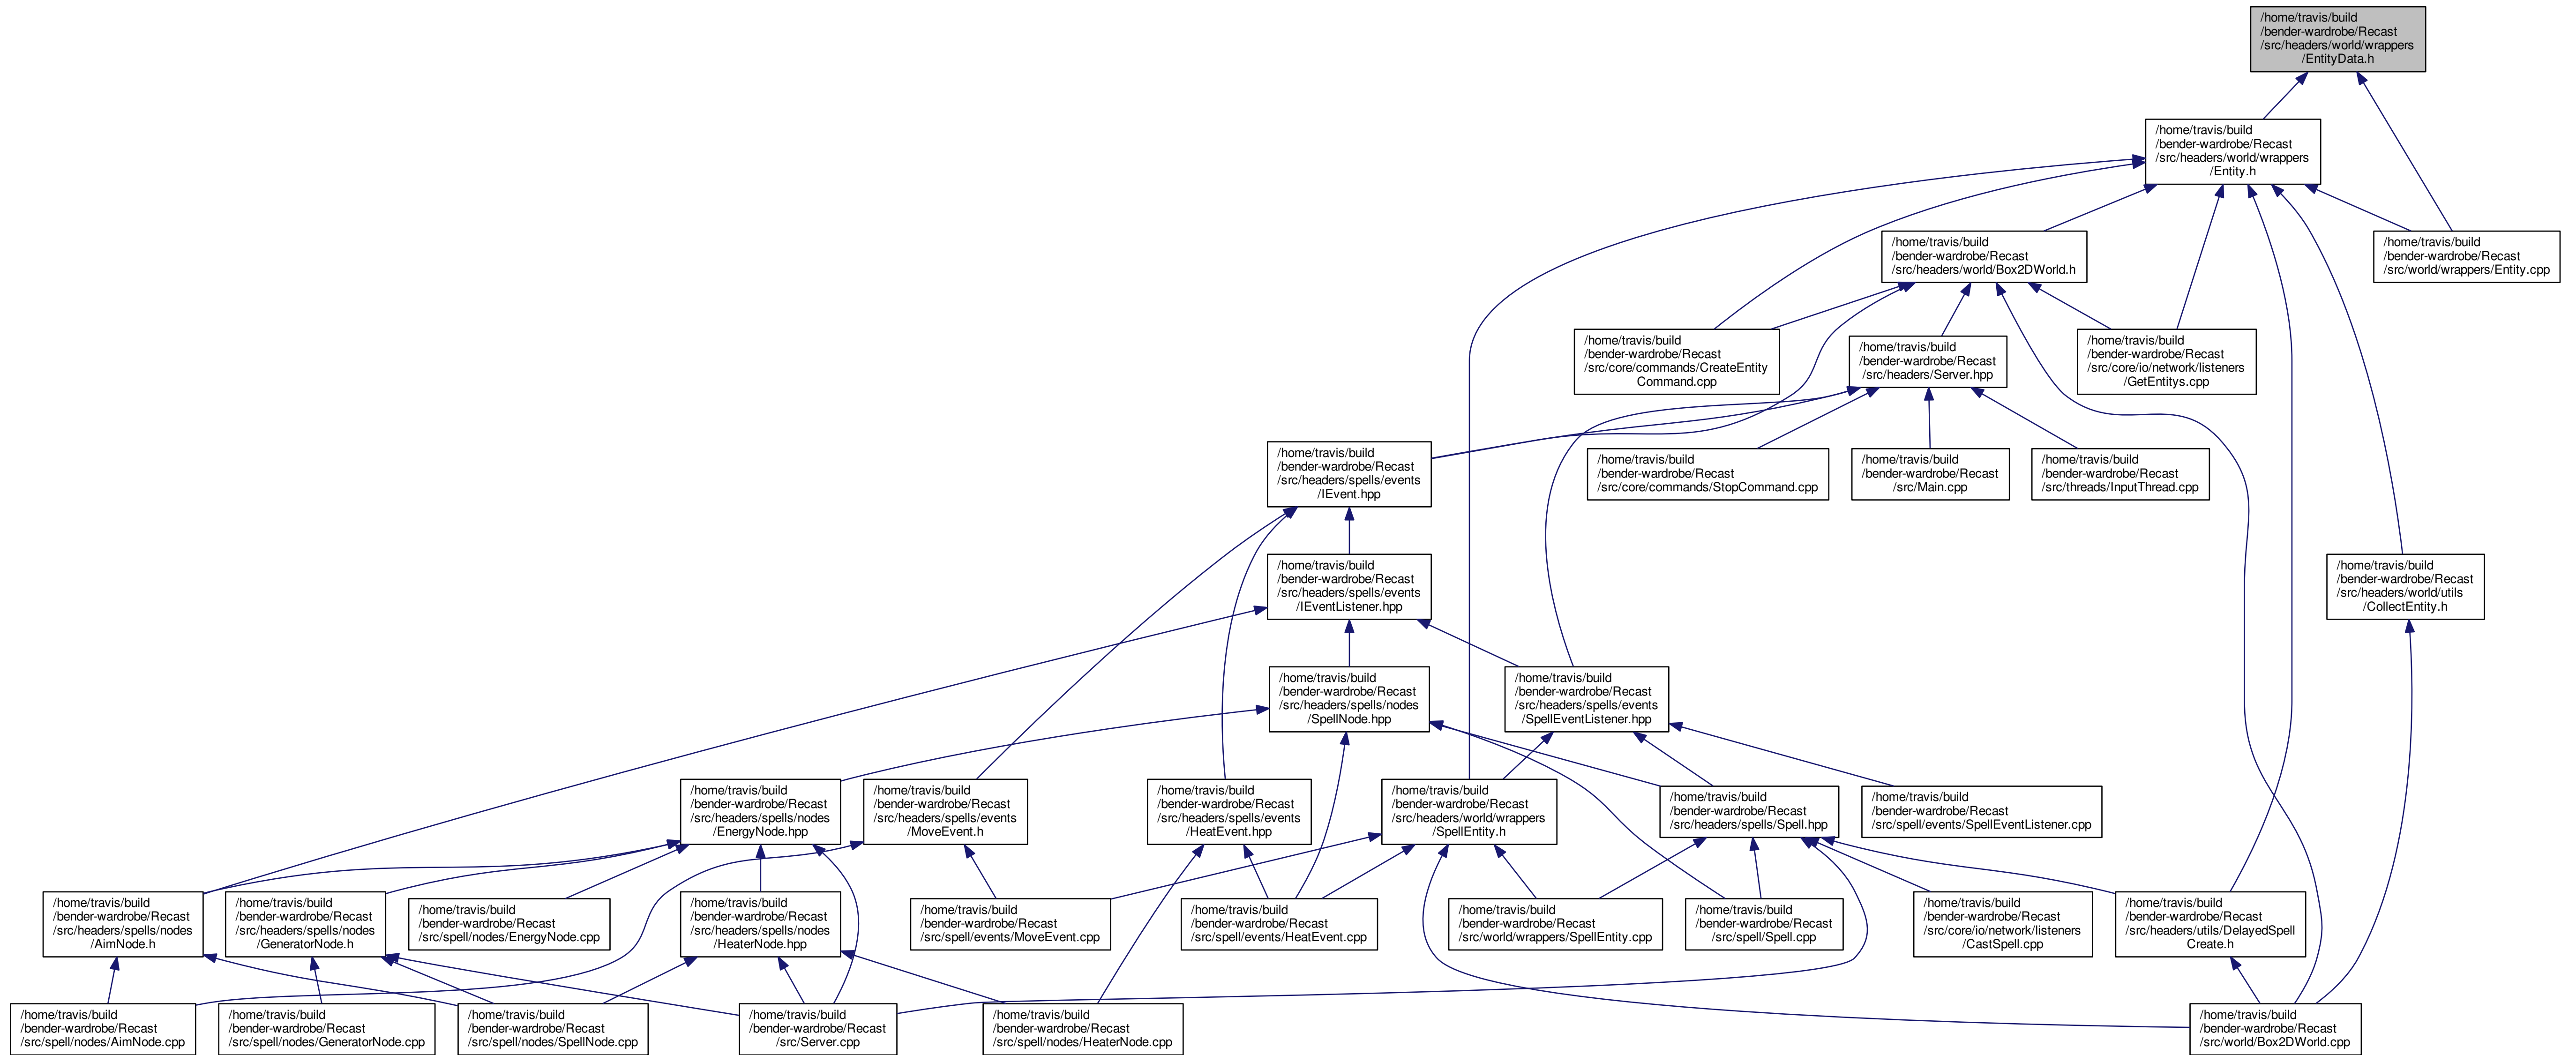 /home/travis/build
/bender-wardrobe/Recast
/src/headers/world/wrappers
/EntityData.h
/home/travis/build
/bender-wardrobe/Recast
/src/headers/world/wrappers
/Entity.h
/home/travis/build
/bender-wardrobe/Recast
/src/headers/world/Box2DWorld.h
/home/travis/build
/bender-wardrobe/Recast
/src/world/wrappers/Entity.cpp
/home/travis/build
/bender-wardrobe/Recast
/src/core/commands/CreateEntity
Command.cpp
/home/travis/build
/bender-wardrobe/Recast
/src/headers/Server.hpp
/home/travis/build
/bender-wardrobe/Recast
/src/core/io/network/listeners
/GetEntitys.cpp
/home/travis/build
/bender-wardrobe/Recast
/src/headers/spells/events
/IEvent.hpp
/home/travis/build
/bender-wardrobe/Recast
/src/core/commands/StopCommand.cpp
/home/travis/build
/bender-wardrobe/Recast
/src/Main.cpp
/home/travis/build
/bender-wardrobe/Recast
/src/threads/InputThread.cpp
/home/travis/build
/bender-wardrobe/Recast
/src/headers/spells/events
/IEventListener.hpp
/home/travis/build
/bender-wardrobe/Recast
/src/headers/world/utils
/CollectEntity.h
/home/travis/build
/bender-wardrobe/Recast
/src/headers/spells/nodes
/SpellNode.hpp
/home/travis/build
/bender-wardrobe/Recast
/src/headers/spells/events
/SpellEventListener.hpp
/home/travis/build
/bender-wardrobe/Recast
/src/headers/spells/nodes
/EnergyNode.hpp
/home/travis/build
/bender-wardrobe/Recast
/src/headers/spells/events
/MoveEvent.h
/home/travis/build
/bender-wardrobe/Recast
/src/headers/spells/events
/HeatEvent.hpp
/home/travis/build
/bender-wardrobe/Recast
/src/headers/world/wrappers
/SpellEntity.h
/home/travis/build
/bender-wardrobe/Recast
/src/headers/spells/Spell.hpp
/home/travis/build
/bender-wardrobe/Recast
/src/spell/events/SpellEventListener.cpp
/home/travis/build
/bender-wardrobe/Recast
/src/headers/spells/nodes
/AimNode.h
/home/travis/build
/bender-wardrobe/Recast
/src/headers/spells/nodes
/GeneratorNode.h
/home/travis/build
/bender-wardrobe/Recast
/src/spell/nodes/EnergyNode.cpp
/home/travis/build
/bender-wardrobe/Recast
/src/headers/spells/nodes
/HeaterNode.hpp
/home/travis/build
/bender-wardrobe/Recast
/src/spell/events/MoveEvent.cpp
/home/travis/build
/bender-wardrobe/Recast
/src/spell/events/HeatEvent.cpp
/home/travis/build
/bender-wardrobe/Recast
/src/world/wrappers/SpellEntity.cpp
/home/travis/build
/bender-wardrobe/Recast
/src/spell/Spell.cpp
/home/travis/build
/bender-wardrobe/Recast
/src/core/io/network/listeners
/CastSpell.cpp
/home/travis/build
/bender-wardrobe/Recast
/src/headers/utils/DelayedSpell
Create.h
/home/travis/build
/bender-wardrobe/Recast
/src/spell/nodes/AimNode.cpp
/home/travis/build
/bender-wardrobe/Recast
/src/spell/nodes/GeneratorNode.cpp
/home/travis/build
/bender-wardrobe/Recast
/src/spell/nodes/SpellNode.cpp
/home/travis/build
/bender-wardrobe/Recast
/src/Server.cpp
/home/travis/build
/bender-wardrobe/Recast
/src/spell/nodes/HeaterNode.cpp
/home/travis/build
/bender-wardrobe/Recast
/src/world/Box2DWorld.cpp